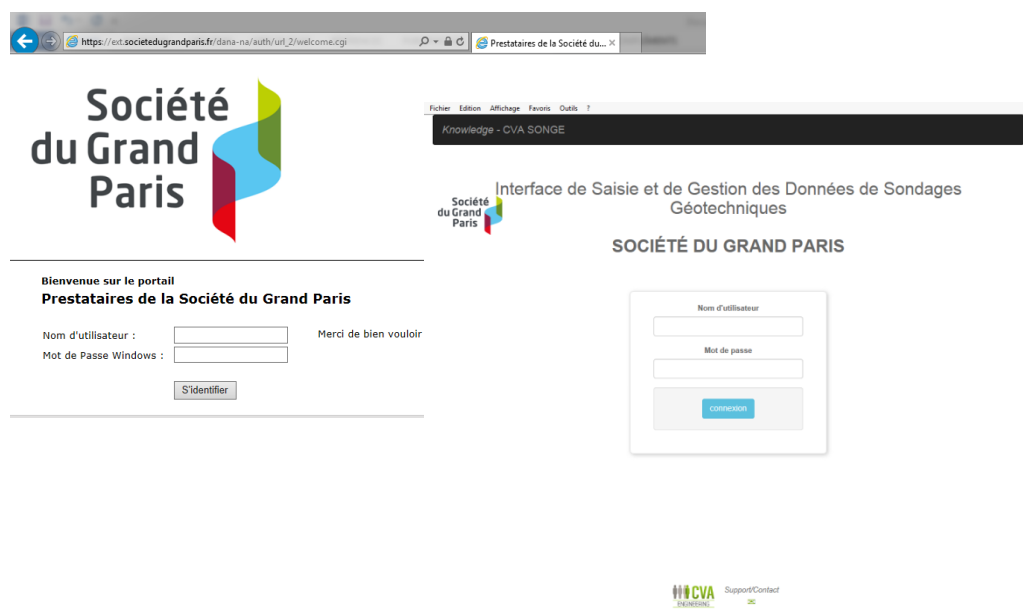 https://ext.societedugrandparis.fr/dana-na/auth/url_2/welcome.cgi
Prestataires de la Société du...
Société
du Grand
Paris
Bienvenue sur le portail
Prestataires de la Société du Grand Paris
Nom d'utilisateur :
Merci de bien vouloir
Mot de Passe Windows :
S'identifier
Fichier Edition Affichage Favoris Outils ?
Knowledge - CVA SONGE
Interface de Saisie et de Gestion des Données de Sondages
Géotechniques
Société
du Grand
Paris
SOCIÉTÉ DU GRAND PARIS
Nom d'utilisateur
Mot de passe
connexion
CVA
ENGINEERING
Support/Contact